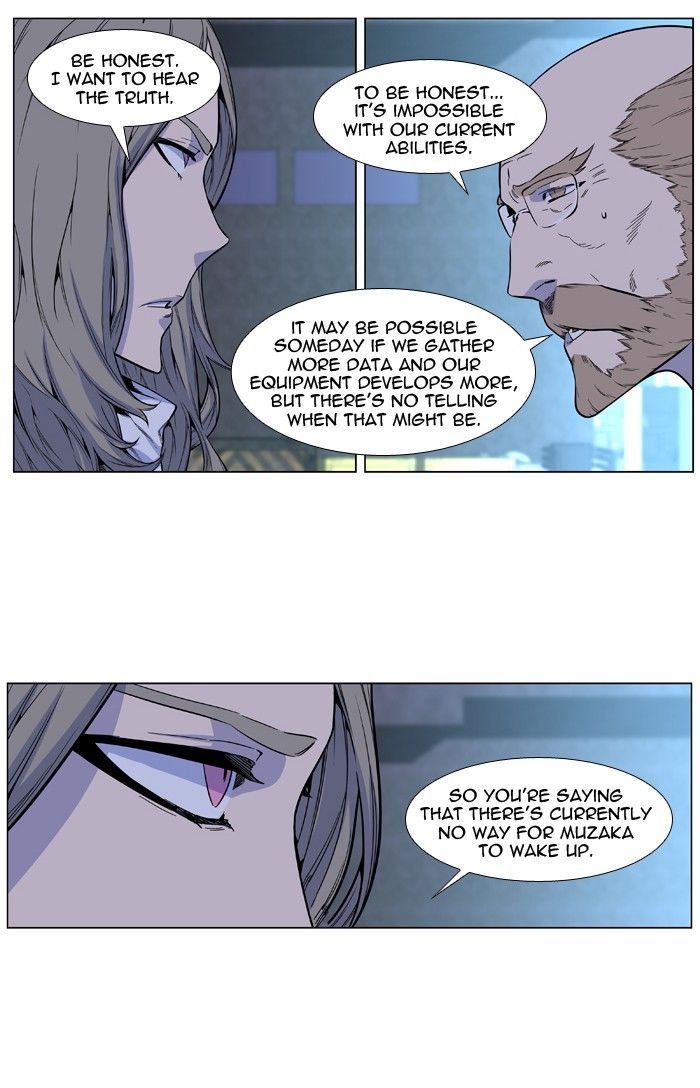 BE HONEST.
I WANT TO HEAR
THE TRUTH.
TO BE HONEST...
IT'S IMPOSSIBLE
WITH OUR CURRENT
ABILITIES.
IT MAY BE POSSIBLE
SOMEDAY IF WE GATHER
MORE DATA AND OUR
EQUIPMENT DEVELOPS MORE,
BUT THERE'S NO TELLING
WHEN THAT MIGHT BE.
SO YOU'RE SAYING
THAT THERE'S CURRENTLY
NO WAY FOR MUZAKA
TO WAKE UP.